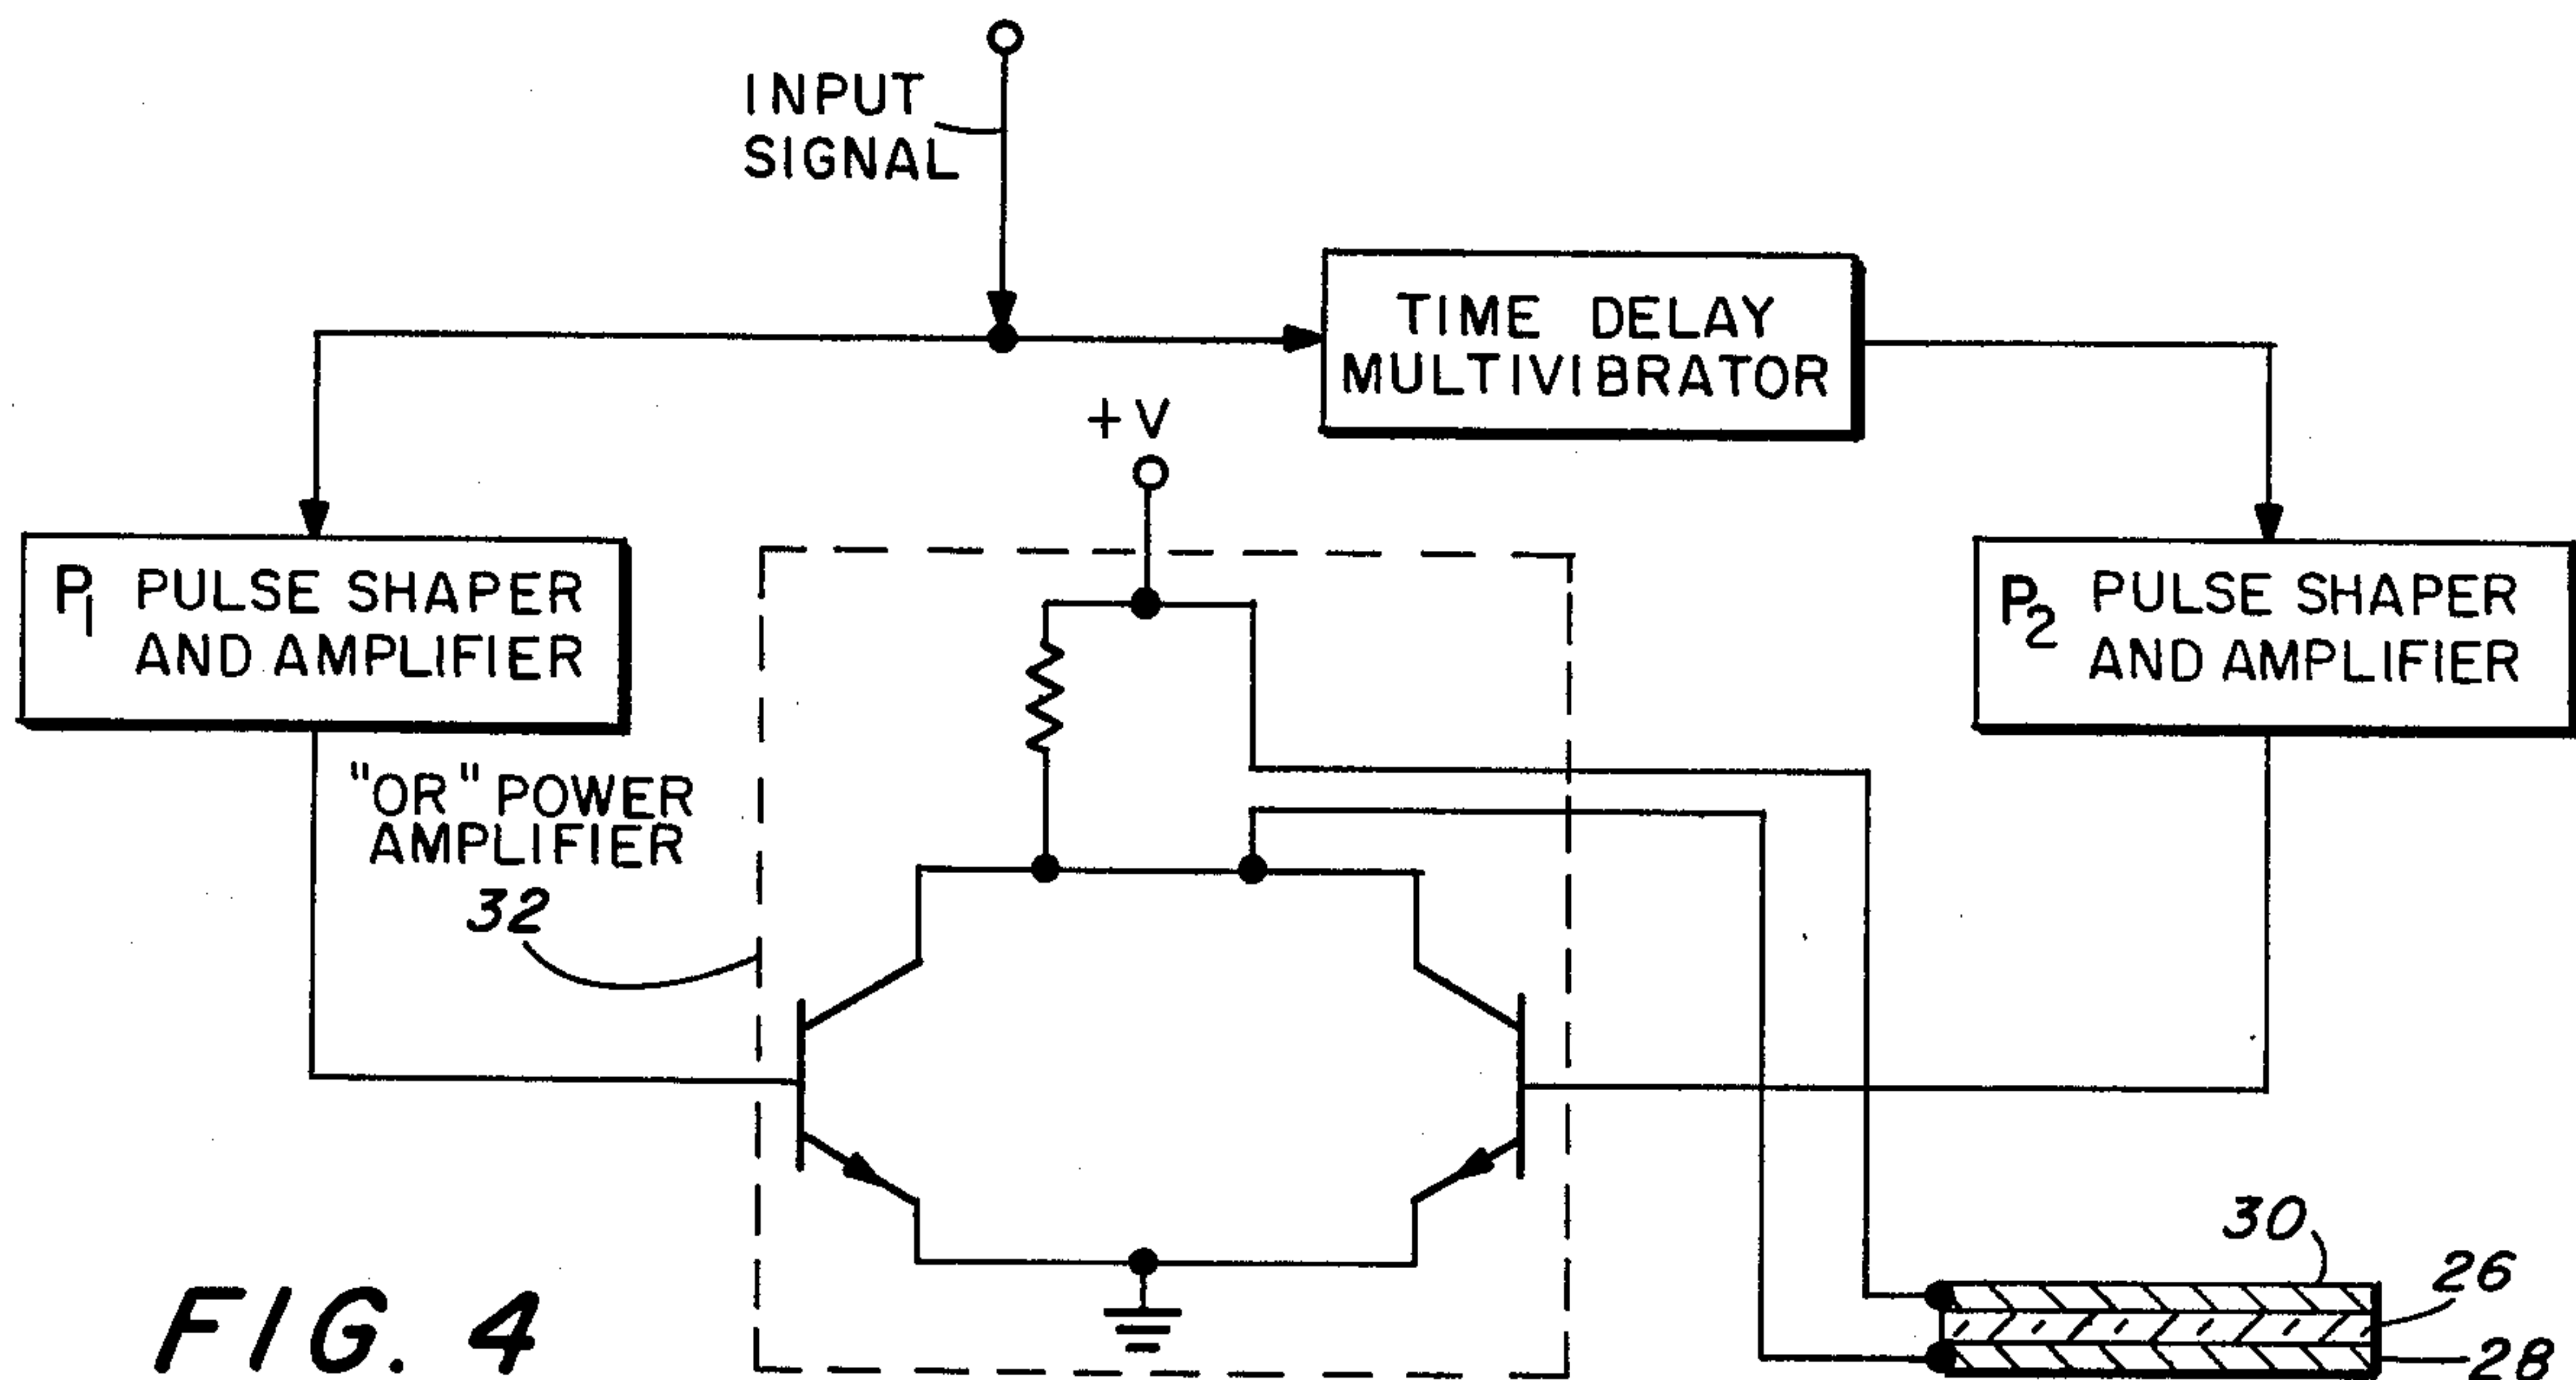 INPUT
SIGNAL
TIME DELAY
MULTIVIBRATOR
+V
P1 PULSE SHAPER
AND AMPLIFIER
P2 PULSE SHAPER
AND AMPLIFIER
"OR" POWER
AMPLIFIER
32
30
26
28
FIG. 4